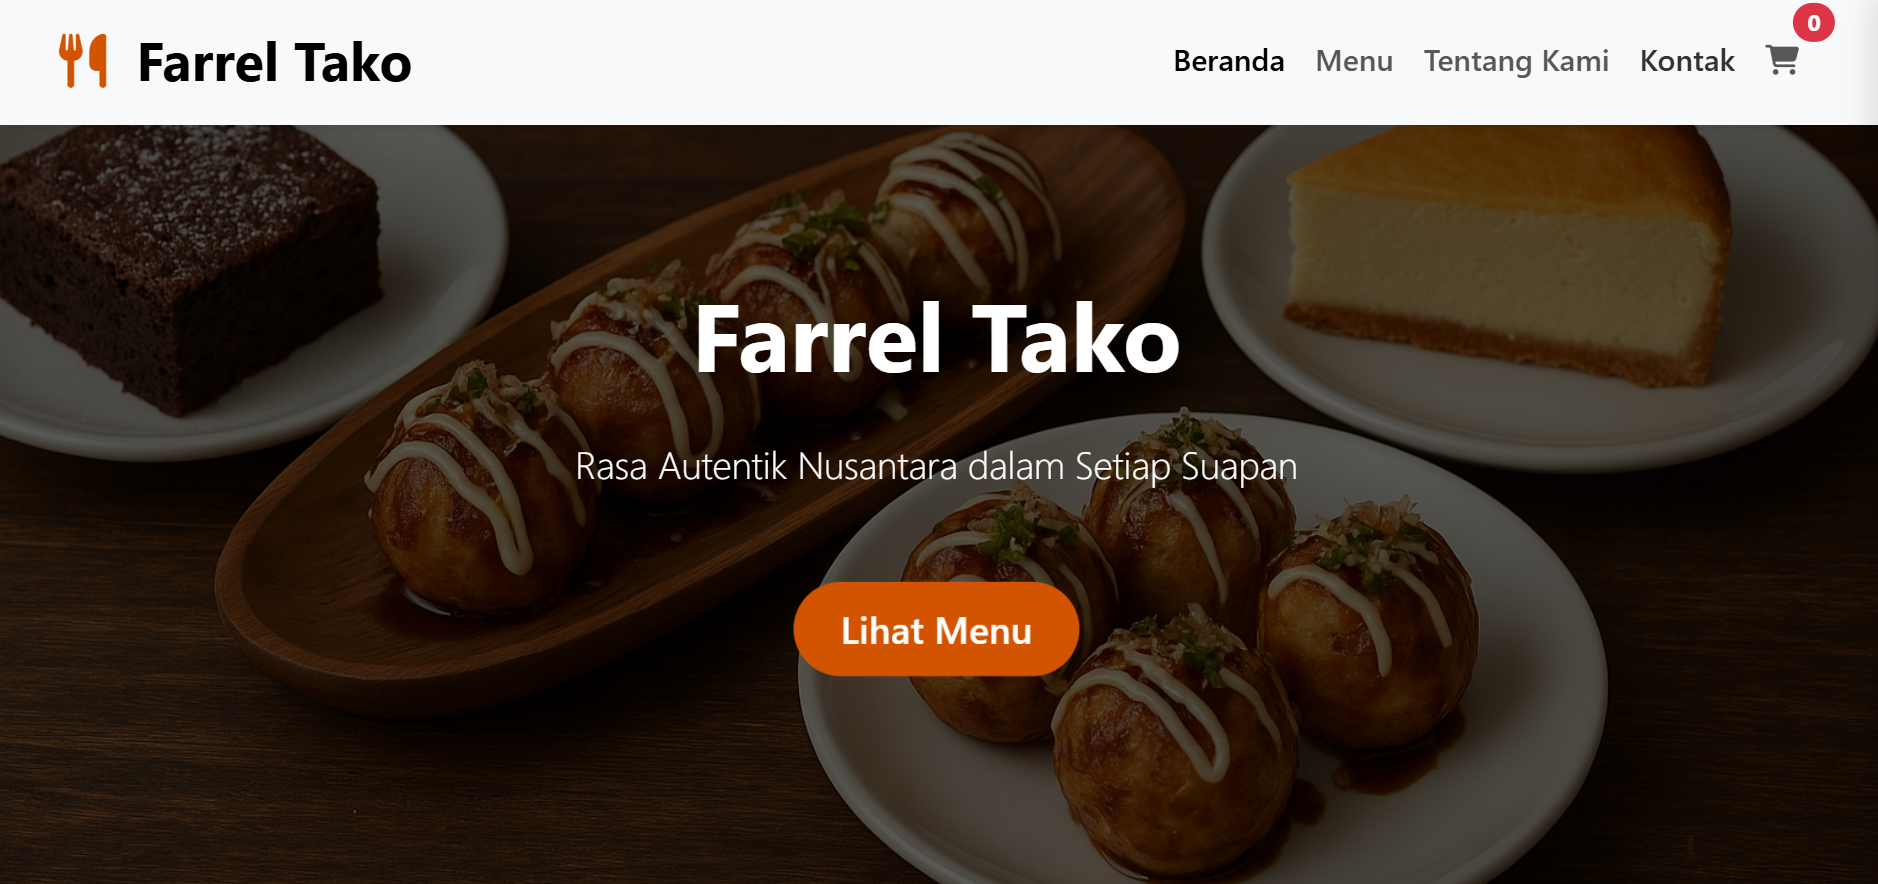 Farrel Tako
Beranda Menu Tentang Kami Kontak 0
Farrel Tako
Rasa Autentik Nusantara dalam Setiap Suapan
Lihat Menu